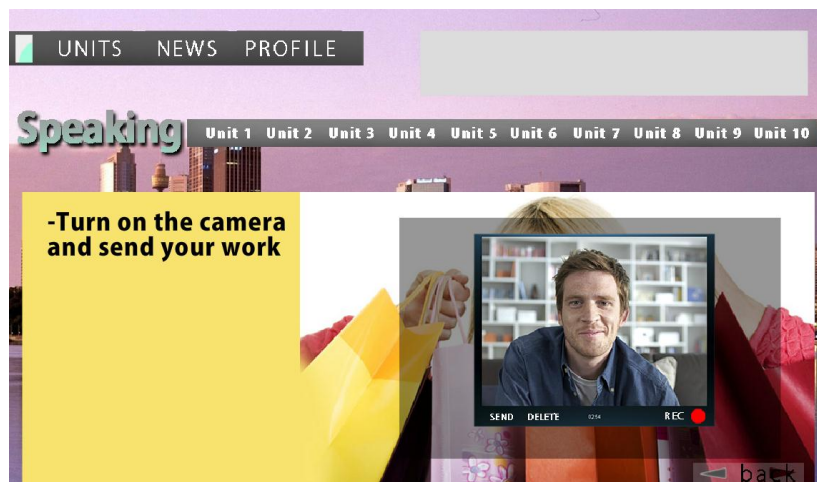 UNITS NEWS PROFILE
Speaking
Unit 1 Unit 2 Unit 3 Unit 4 Unit 5 Unit 6 Unit 7 Unit 8 Unit 9 Unit 10
-Turn on the camera
and send your work
SEND DELETE REC
back